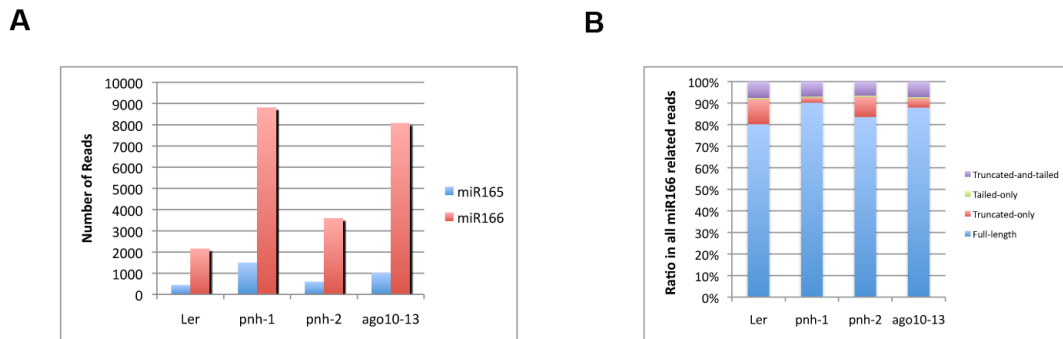 A
Number of Reads
10000
9000
8000
7000
6000
5000
4000
3000
2000
1000
0
Ler
pnh-1
pnh-2
ago10-13
miR165
miR166
B
Ratio in all miR166 related reads
100%
90%
80%
70%
60%
50%
40%
30%
20%
10%
0%
Ler
pnh-1
pnh-2
ago10-13
Truncated-and-tailed
Tailed-only
Truncated-only
Full-length